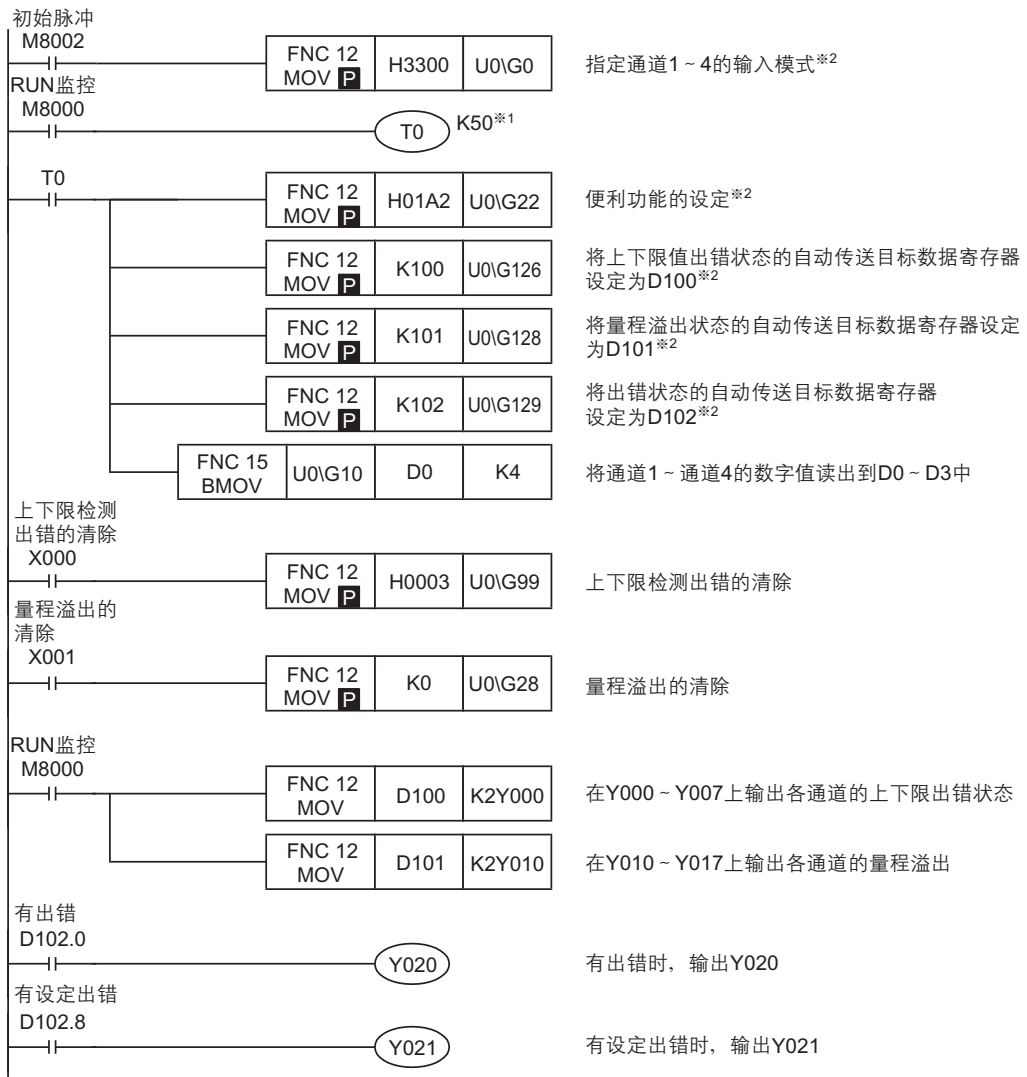 初始脉冲
M8002
FNC 12
MOV P
H3300
U0\G0
指定通道1~4的输入模式※2
RUN监控
M8000
T0
K50※1
T0
FNC 12
MOV P
H01A2
U0\G22
便利功能的设定※2
FNC 12
MOV P
K100
U0\G126
将上下限值出错状态的自动传送目标数据寄存器
设定为D100※2
FNC 12
MOV P
K101
U0\G128
将量程溢出状态的自动传送目标数据寄存器设定
为D101※2
FNC 12
MOV P
K102
U0\G129
将出错状态的自动传送目标数据寄存器
设定为D102※2
FNC 15
BMOV
U0\G10
D0
K4
将通道1~通道4的数字值读出到D0~D3中
上下限检测
出错的清除
X000
FNC 12
MOV P
H0003
U0\G99
上下限检测出错的清除
量程溢出的
清除
X001
FNC 12
MOV P
K0
U0\G28
量程溢出的清除
RUN监控
M8000
FNC 12
MOV
D100
K2Y000
在Y000~Y007上输出各通道的上下限出错状态
FNC 12
MOV
D101
K2Y010
在Y010~Y017上输出各通道的量程溢出
有出错
D102.0
Y020
有出错时，输出Y020
有设定出错
D102.8
Y021
有设定出错时，输出Y021